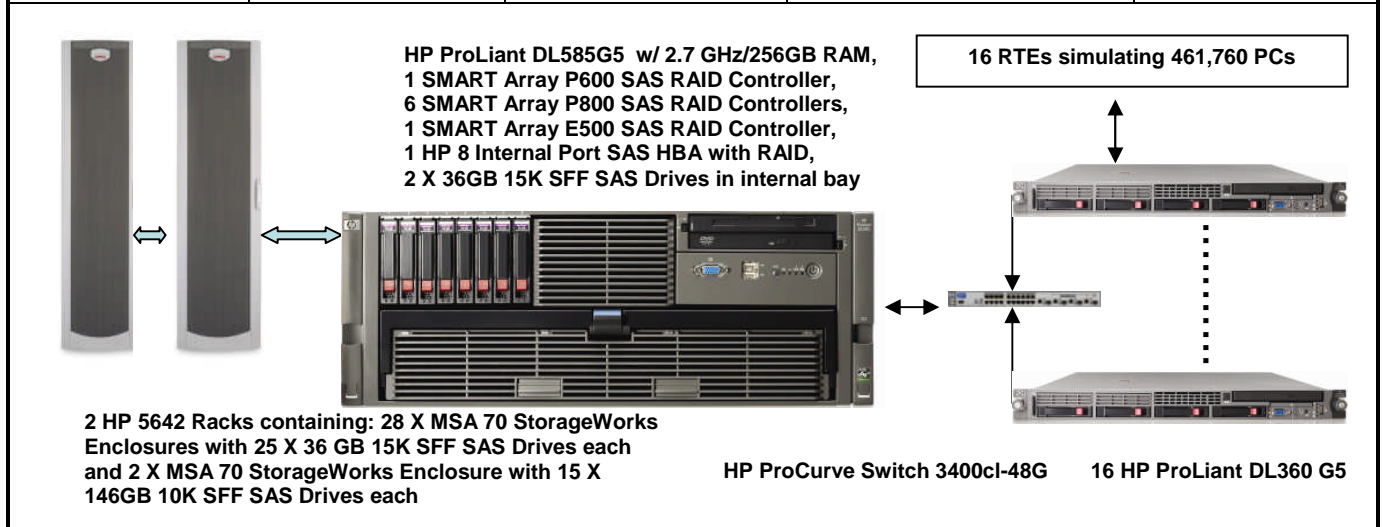 HP ProLiant DL585G5 w/ 2.7 GHz/256GB RAM,
1 SMART Array P600 SAS RAID Controller,
6 SMART Array P800 SAS RAID Controllers,
1 SMART Array E500 SAS RAID Controller,
1 HP 8 Internal Port SAS HBA with RAID,
2 X 36GB 15K SFF SAS Drives in internal bay
16 RTEs simulating 461,760 PCs
2 HP 5642 Racks containing: 28 X MSA 70 StorageWorks
Enclosures with 25 X 36 GB 15K SFF SAS Drives each
and 2 X MSA 70 StorageWorks Enclosure with 15 X
146GB 10K SFF SAS Drives each
HP ProCurve Switch 3400cl-48G
16 HP ProLiant DL360 G5